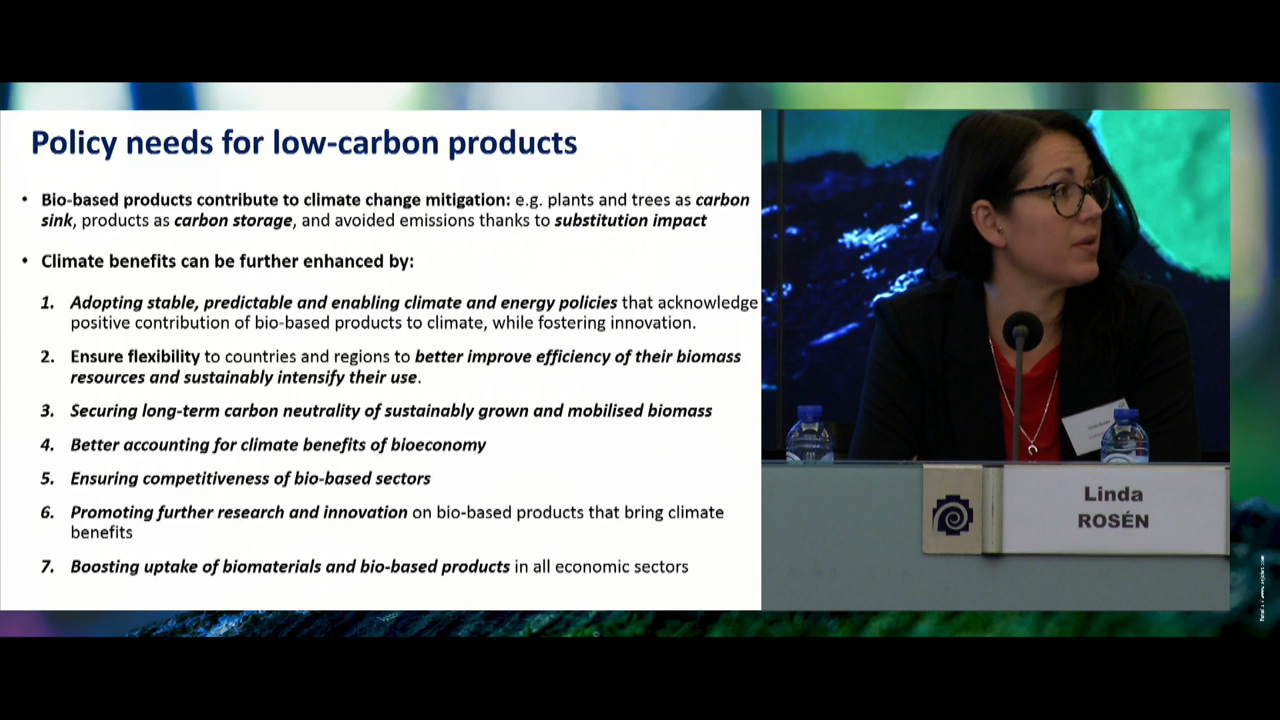 Policy needs for low-carbon products
• Bio-based products contribute to climate change mitigation: e.g. plants and trees as carbon
sink, products as carbon storage, and avoided emissions thanks to substitution impact
• Climate benefits can be further enhanced by:
1. Adopting stable, predictable and enabling climate and energy policies that acknowledge
positive contribution of bio-based products to climate, while fostering innovation.
2. Ensure flexibility to countries and regions to better improve efficiency of their biomass
resources and sustainably intensify their use.
3. Securing long-term carbon neutrality of sustainably grown and mobilised biomass
4. Better accounting for climate benefits of bioeconomy
5. Ensuring competitiveness of bio-based sectors
6. Promoting further research and innovation on bio-based products that bring climate
benefits
7. Boosting uptake of biomaterials and bio-based products in all economic sectors
Linda
ROSÉN